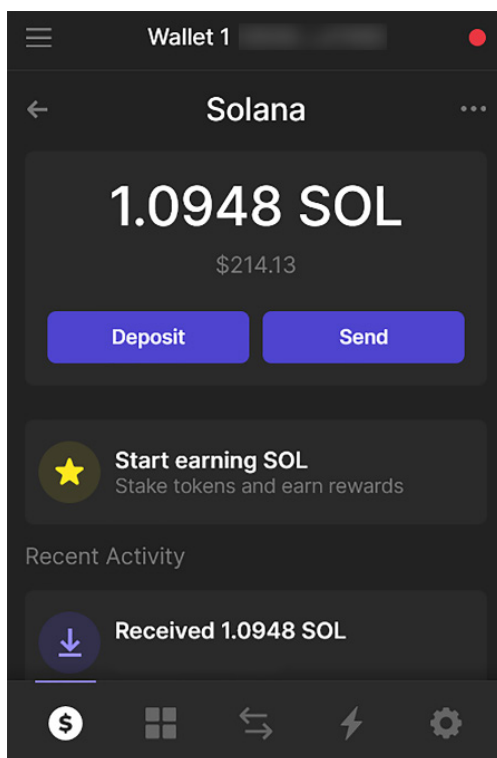 Wallet 1
Solana
1.0948 SOL
$214.13
Deposit Send
Start earning SOL
Stake tokens and earn rewards
Recent Activity
Received 1.0948 SOL
$